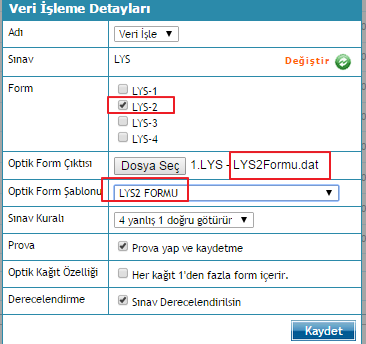 Veri İşleme Detayları
Adı Veri İşle
Sınav LYS Değiştir
Form LYS-1
LYS-2
LYS-3
LYS-4
Optik Form Çıktısı Dosya Seç 1.LYS - LYS2Formu.dat
Optik Form Şablonu LYS2 FORMU
Sınav Kuralı 4 yanlış 1 doğru götürür
Prova Prova yap ve kaydetme
Optik Kağıt Özelliği Her kağıt 1'den fazla form içerir.
Derecelendirme Sınav Derecelendirilsin
Kaydet